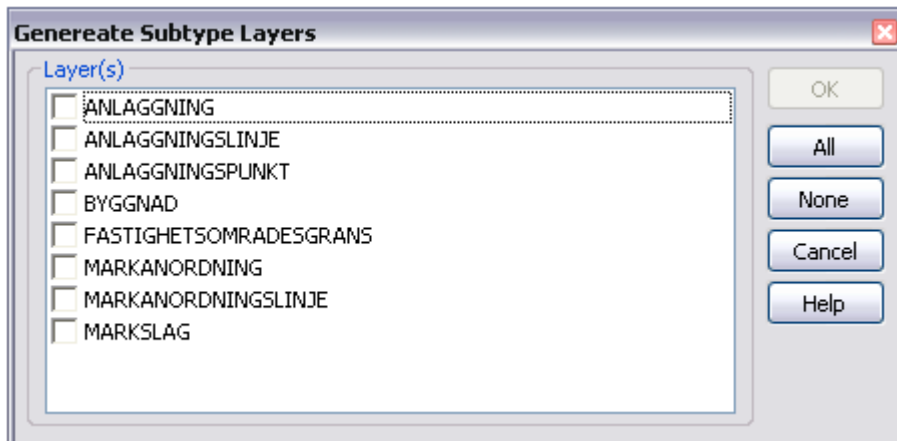 Genereate Subtype Layers
Layer(s)
ANLAGGNING
ANLAGGNINGSLINJE
ANLAGGNINGSPUNKT
BYGGNAD
FASTIGHETSOMRADESGRANS
MARKANORDNING
MARKANORDNINGSLINJE
MARKSLAG
OK
All
None
Cancel
Help